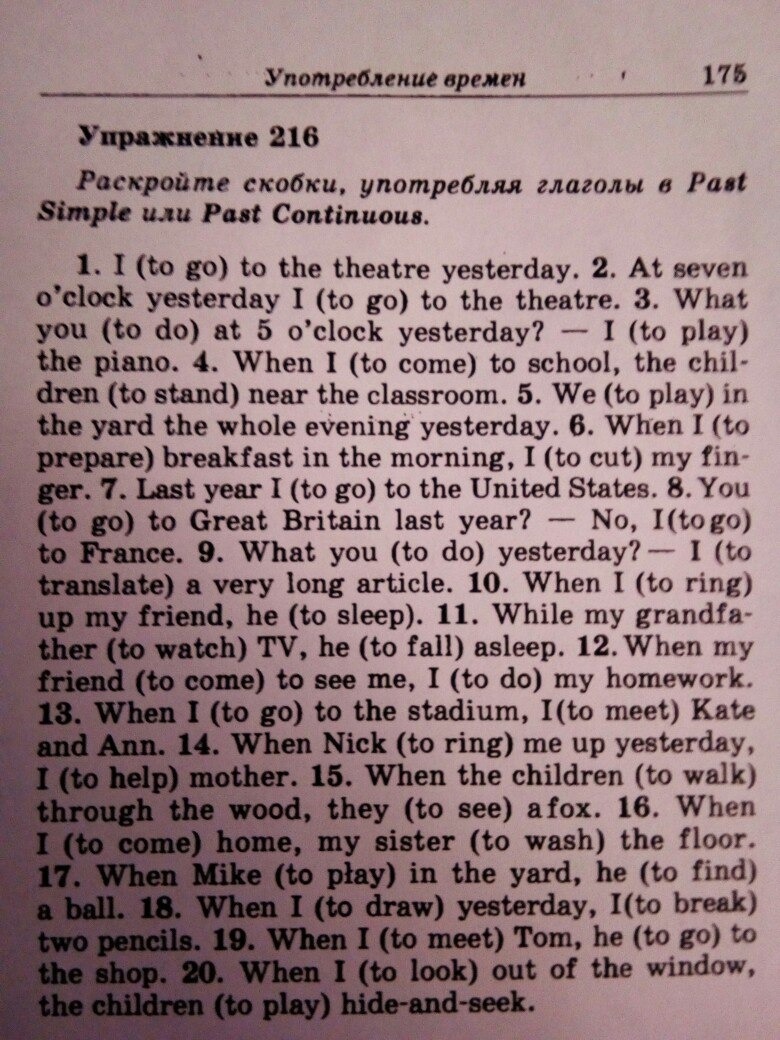 Употребление времен 175
Упражнение 216
Раскройте скобки, употребляя глаголы в Past
Simple или Past Continuous.
1. I (to go) to the theatre yesterday. 2. At seven
o'clock yesterday I (to go) to the theatre. 3. What
you (to do) at 5 o'clock yesterday? — I (to play)
the piano. 4. When I (to come) to school, the chil-
dren (to stand) near the classroom. 5. We (to play) in
the yard the whole evening yesterday. 6. When I (to
prepare) breakfast in the morning, I (to cut) my fin-
ger. 7. Last year I (to go) to the United States. 8. You
(to go) to Great Britain last year? — No, I(to go)
to France. 9. What you (to do) yesterday? — I (to
translate) a very long article. 10. When I (to ring)
up my friend, he (to sleep). 11. While my grandfa-
ther (to watch) TV, he (to fall) asleep. 12. When my
friend (to come) to see me, I (to do) my homework.
13. When I (to go) to the stadium, I(to meet) Kate
and Ann. 14. When Nick (to ring) me up yesterday,
I (to help) mother. 15. When the children (to walk)
through the wood, they (to see) a fox. 16. When
I (to come) home, my sister (to wash) the floor.
17. When Mike (to play) in the yard, he (to find)
a ball. 18. When I (to draw) yesterday, I(to break)
two pencils. 19. When I (to meet) Tom, he (to go) to
the shop. 20. When I (to look) out of the window,
the children (to play) hide-and-seek.